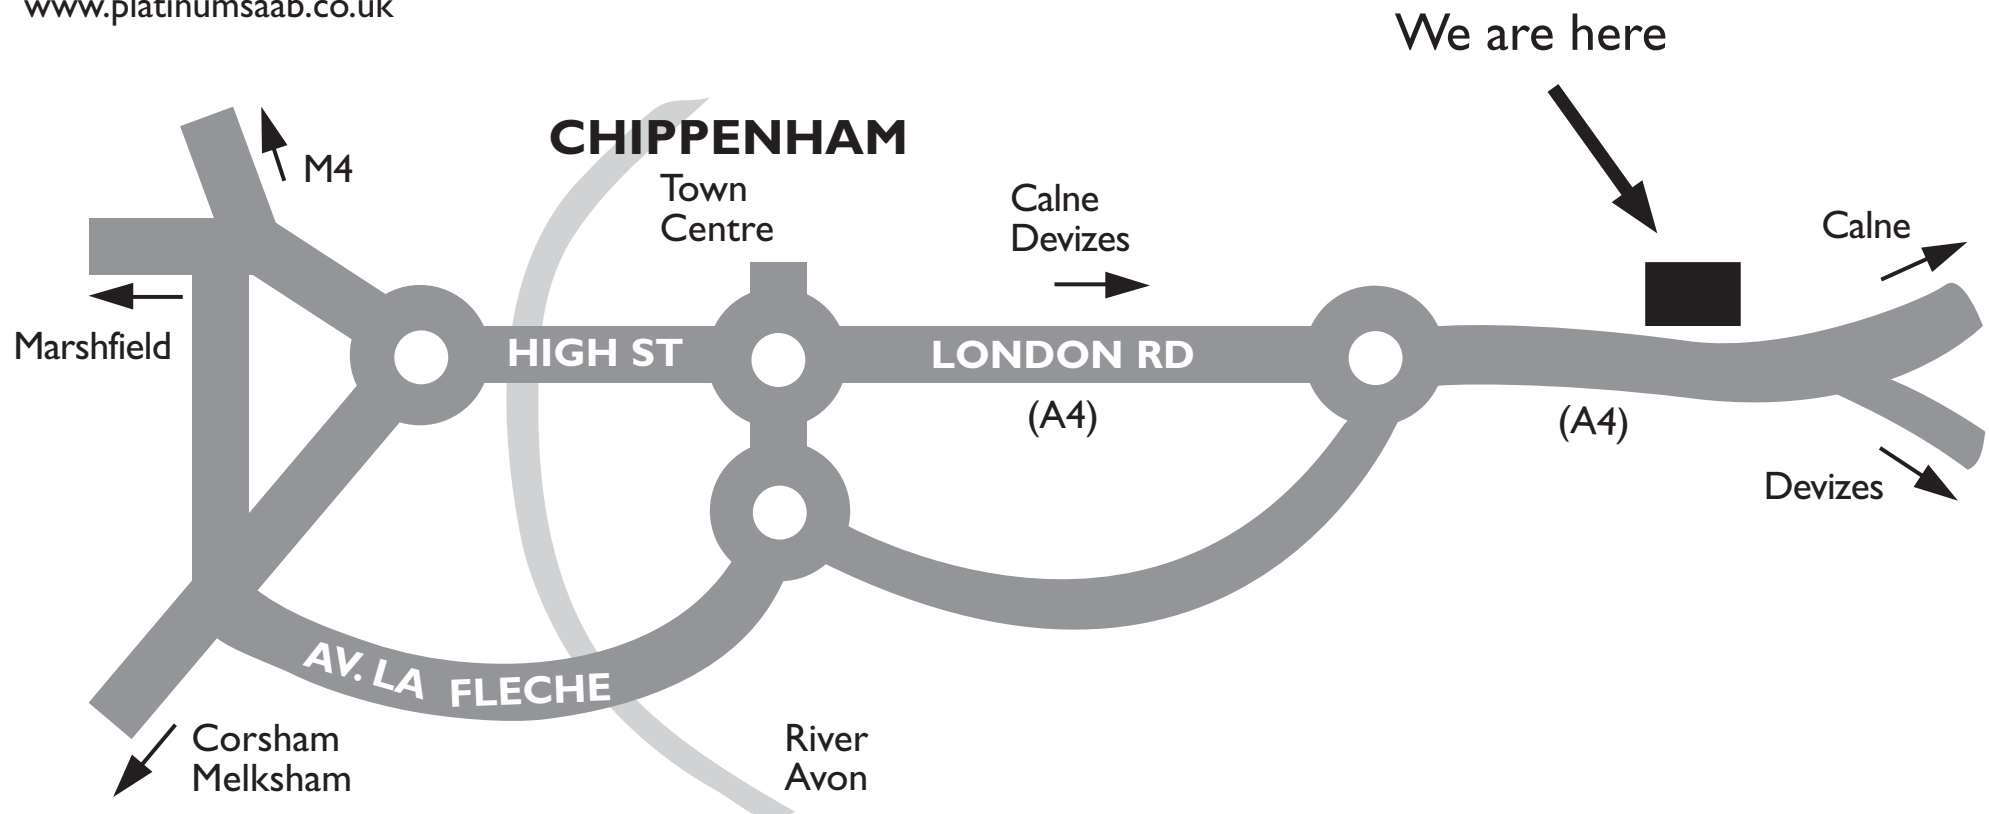 www.platinumsaab.co.uk
We are here
CHIPPENHAM
M4
Town
Centre
Calne
Devizes
Calne
Marshfield
HIGH ST
LONDON RD
(A4)
(A4)
Devizes
AV. LA FLECHE
Corsham
Melksham
River
Avon